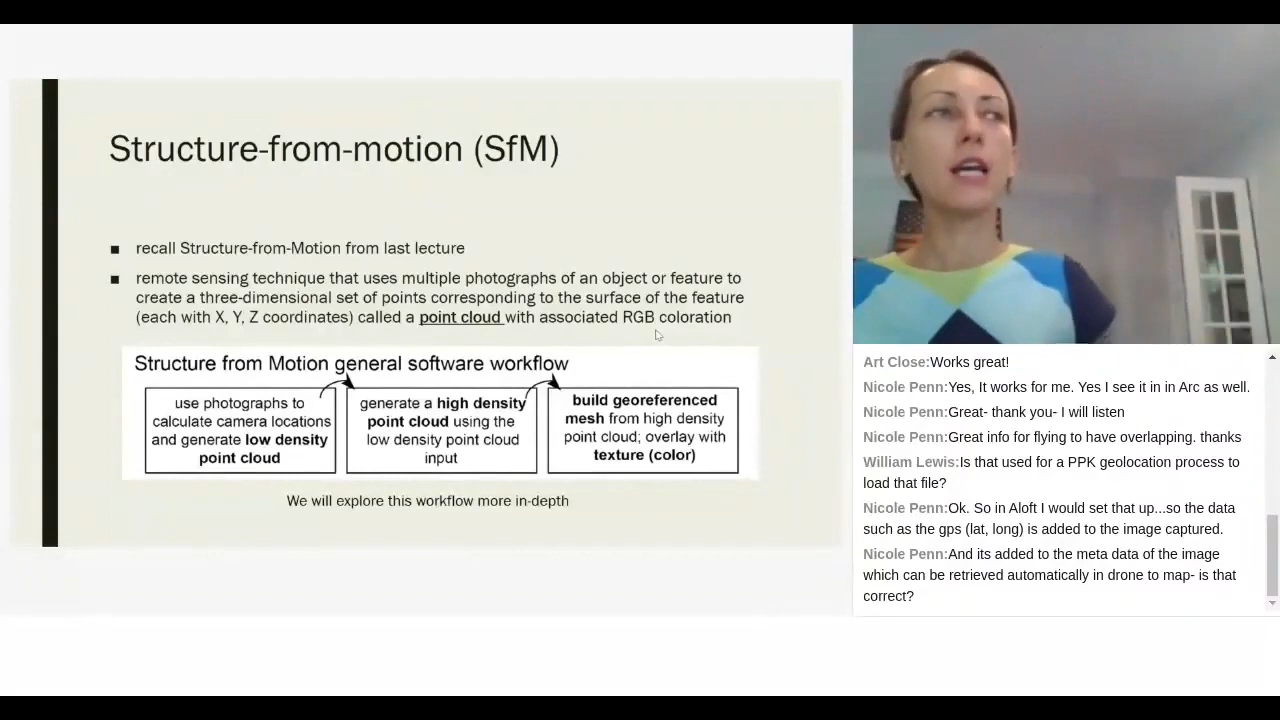 Structure-from-motion (SfM)
■ recall Structure-from-Motion from last lecture
■ remote sensing technique that uses multiple photographs of an object or feature to
create a three-dimensional set of points corresponding to the surface of the feature
(each with X, Y, Z coordinates) called a point cloud with associated RGB coloration
Structure from Motion general software workflow
use photographs to
calculate camera locations
and generate low density
point cloud
generate a high density
point cloud using the
low density point cloud
input
build georeferenced
mesh from high density
point cloud; overlay with
texture (color)
We will explore this workflow more in-depth
Art Close:Works great!
Nicole Penn:Yes, It works for me. Yes I see it in in Arc as well.
Nicole Penn:Great- thank you- I will listen
Nicole Penn:Great info for flying to have overlapping. thanks
William Lewis:Is that used for a PPK geolocation process to
load that file?
Nicole Penn:Ok. So in Aloft I would set that up...so the data
such as the gps (lat, long) is added to the image captured.
Nicole Penn:And its added to the meta data of the image
which can be retrieved automatically in drone to map- is that
correct?